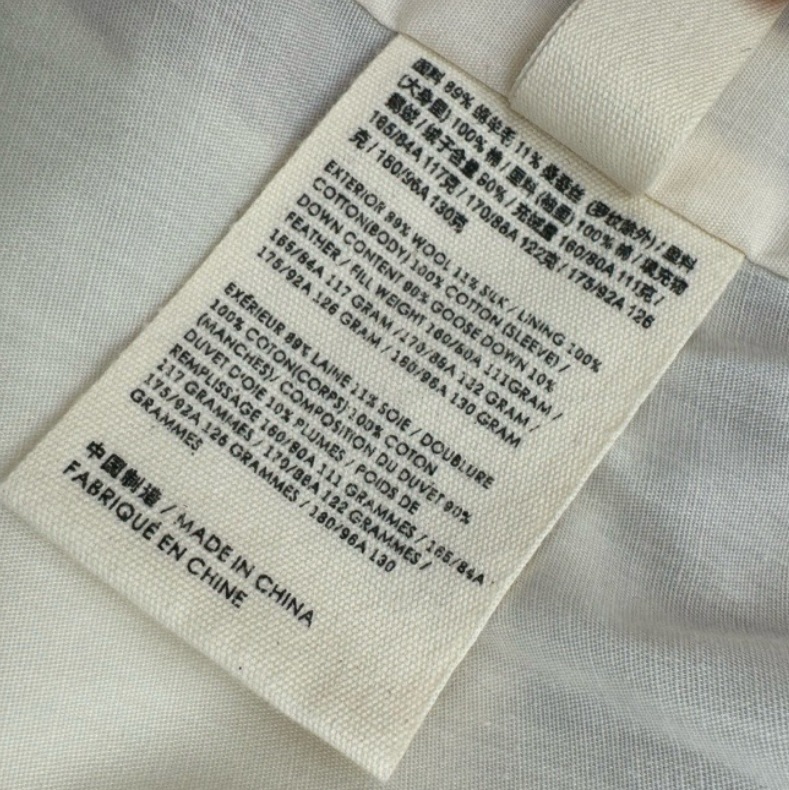 面料 89% 绵羊毛 11% 桑蚕丝 (罗纹除外) / 里料
(大身里) 100% 棉 / 里料 (袖里) 100% 棉 / 填充物
鹅绒 / 绒子含量 90% / 充绒量 160/80A 111克 /
165/84A 117克 / 170/88A 122克 / 175/92A 126
克 / 180/96A 130克
EXTERIOR 89% WOOL 11% SILK / LINING 100%
COTTON(BODY) 100% COTTON (SLEEVE) /
DOWN CONTENT 90% GOOSE DOWN 10%
FEATHER / FILL WEIGHT 160/80A 111GRAM /
165/84A 117 GRAM /170/88A 122 GRAM /
175/92A 126 GRAM / 180/96A 130 GRAM
EXÉRIEUR 89% LAINE 11% SOIE / DOUBLURE
100% COTON(CORPS) 100% COTON
(MANCHES)/ COMPOSITION DU DUVET 90%
DUVET D'OIE 10% PLUMES / POIDS DE
REMPLISSAGE 160/80A 111 GRAMMES / 165/84A
117 GRAMMES / 170/88A 122 GRAMMES /
175/92A 126 GRAMMES / 180/96A 130
GRAMMES
中国制造 / MADE IN CHINA
FABRIQUÉ EN CHINE